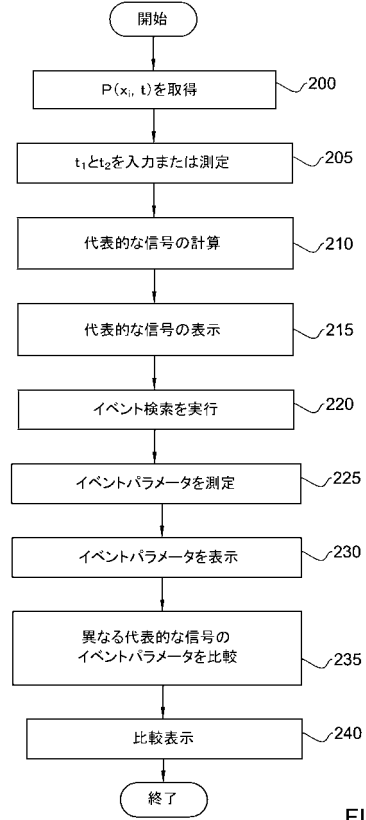 開始
P(xi, t)を取得
200
t1とt2を入力または測定
205
代表的な信号の計算
210
代表的な信号の表示
215
イベント検索を実行
220
イベントパラメータを測定
225
イベントパラメータを表示
230
異なる代表的な信号の
イベントパラメータを比較
235
比較表示
240
終了